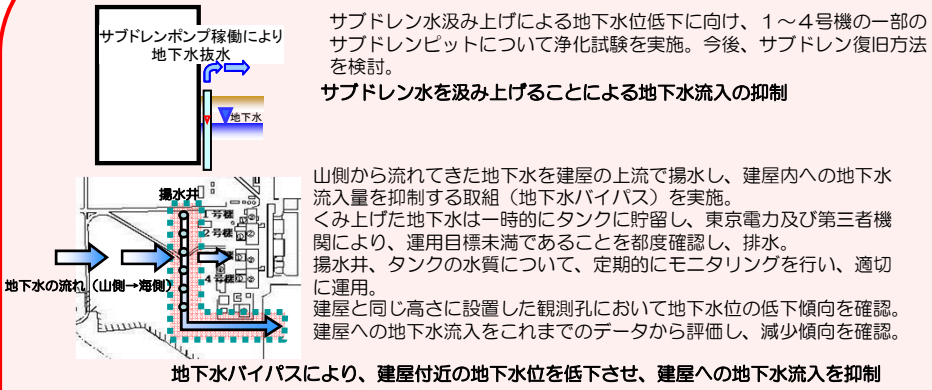 サブドレンポンプ稼働により
地下水抜水
地下水
サブドレン水汲み上げによる地下水位低下に向け、１～４号機の一部の
サブドレンピットについて浄化試験を実施。今後、サブドレン復旧方法
を検討。
サブドレン水を汲み上げることによる地下水流入の抑制
揚水井
１号機
２号機
４号機
地下水の流れ（山側→海側）
山側から流れてきた地下水を建屋の上流で揚水し、建屋内への地下水
流入量を抑制する取組（地下水バイパス）を実施。
くみ上げた地下水は一時的にタンクに貯留し、東京電力及び第三者機
関により、運用目標未満であることを都度確認し、排水。
揚水井、タンクの水質について、定期的にモニタリングを行い、適切
に運用。
建屋と同じ高さに設置した観測孔において地下水位の低下傾向を確認。
建屋への地下水流入をこれまでのデータから評価し、減少傾向を確認。
地下水バイパスにより、建屋付近の地下水位を低下させ、建屋への地下水流入を抑制